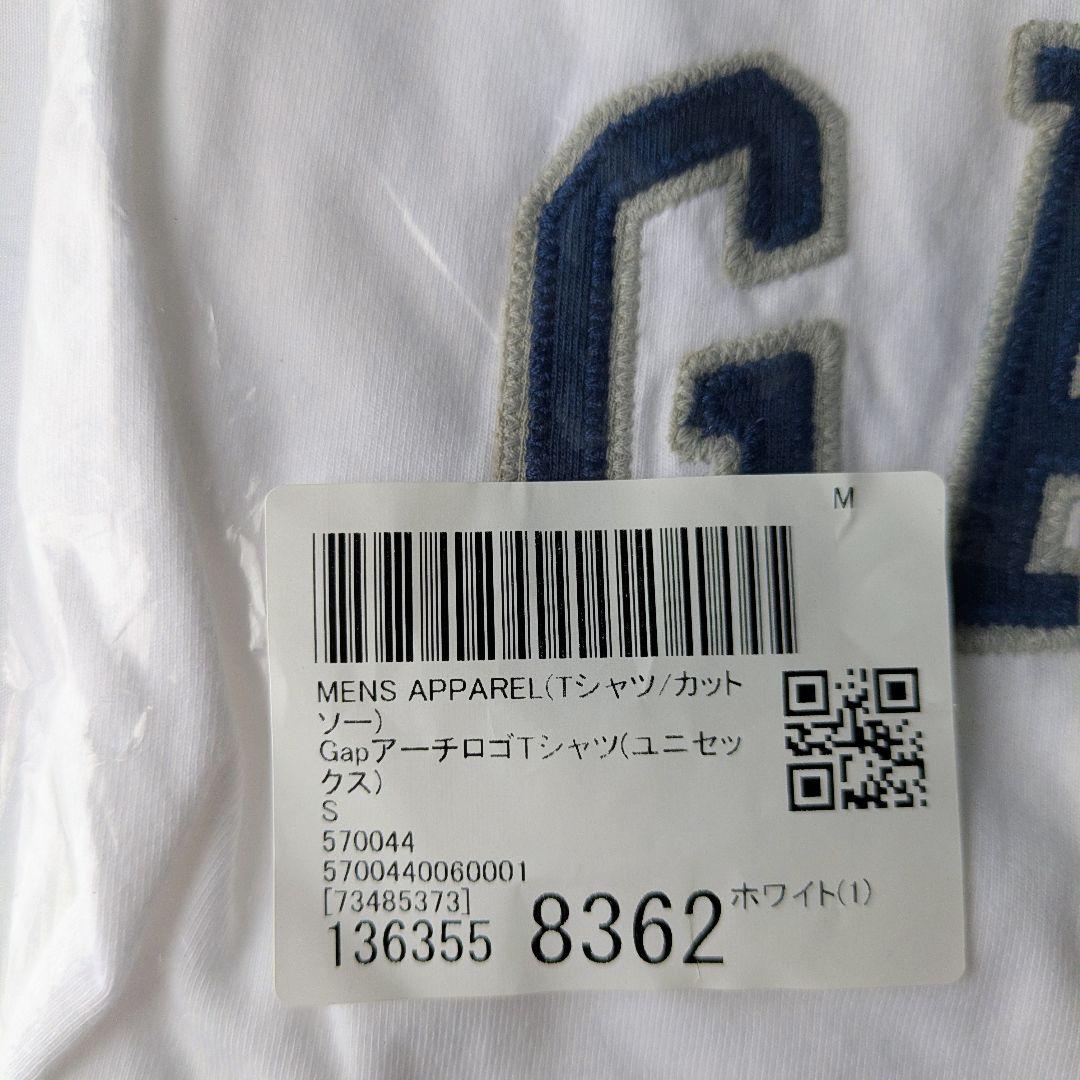 GA
M
MENS APPAREL(Tシャツ/カット
ソー)
GapアーチロゴTシャツ(ユニセッ
クス)
S
570044
5700440060001
[73485373]
136355 8362 ホワイト(1)